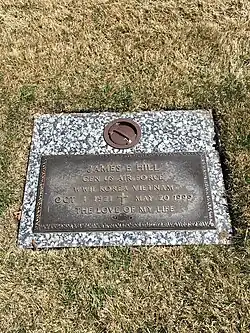 JAMES E HILL
GEN US AIR FORCE
WWII KOREA VIETNAM
OCT 1921 MAY 20 1999
THE LOVE OF MY LIFE